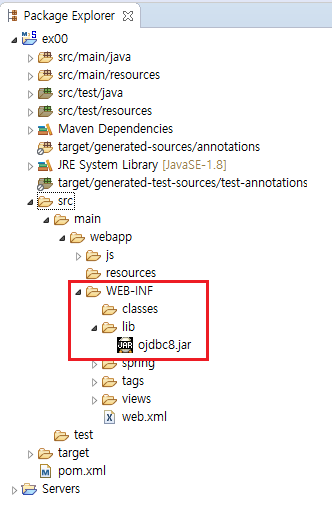 Package Explorer
ex00
src/main/java
src/main/resources
src/test/java
src/test/resources
Maven Dependencies
target/generated-sources/annotations
JRE System Library [JavaSE-1.8]
target/generated-test-sources/test-annotations
src
main
webapp
js
resources
WEB-INF
classes
lib
ojdbc8.jar
spring
tags
views
web.xml
test
target
pom.xml
Servers